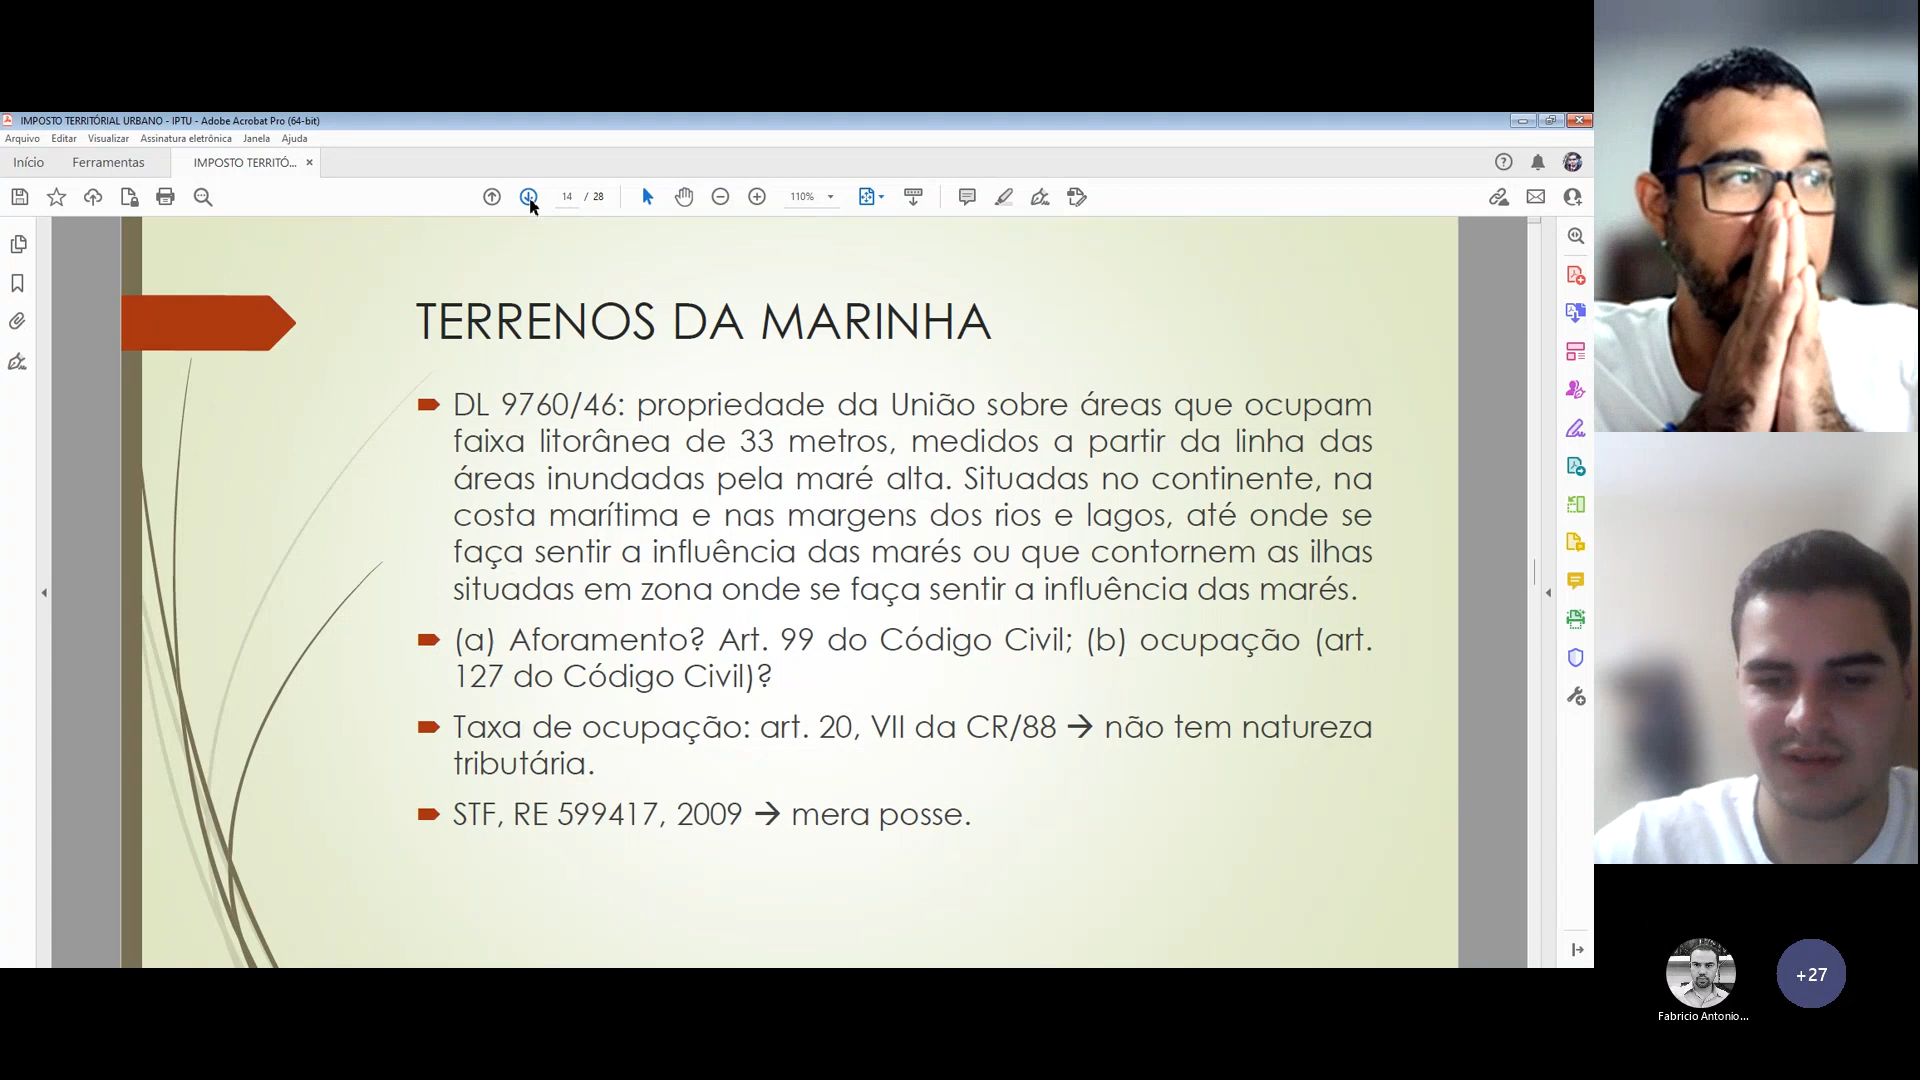 IMPOSTO TERRITÓRIAL URBANO - IPTU - Adobe Acrobat Pro (64-bit)
Arquivo Editar Visualizar Assinatura eletrônica Janela Ajuda
Início Ferramentas IMPOSTO TERRITÓ... ×
14 / 28 110%
TERRENOS DA MARINHA
DL 9760/46: propriedade da União sobre áreas que ocupam
faixa litorânea de 33 metros, medidos a partir da linha das
áreas inundadas pela maré alta. Situadas no continente, na
costa marítima e nas margens dos rios e lagos, até onde se
faça sentir a influência das marés ou que contornem as ilhas
situadas em zona onde se faça sentir a influência das marés.
(a) Aforamento? Art. 99 do Código Civil; (b) ocupação (art.
127 do Código Civil)?
Taxa de ocupação: art. 20, VII da CR/88 → não tem natureza
tributária.
STF, RE 599417, 2009 → mera posse.
+27
Fabricio Antonio...